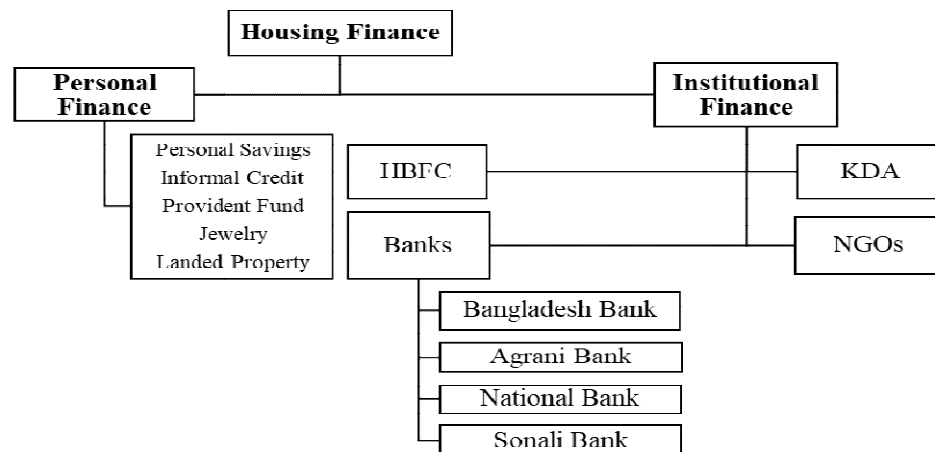 Housing Finance
Personal
Finance
Institutional
Finance
Personal Savings
Informal Credit
Provident Fund
Jewelry
Landed Property
HBFC
KDA
Banks
NGOs
Bangladesh Bank
Agrani Bank
National Bank
Sonali Bank